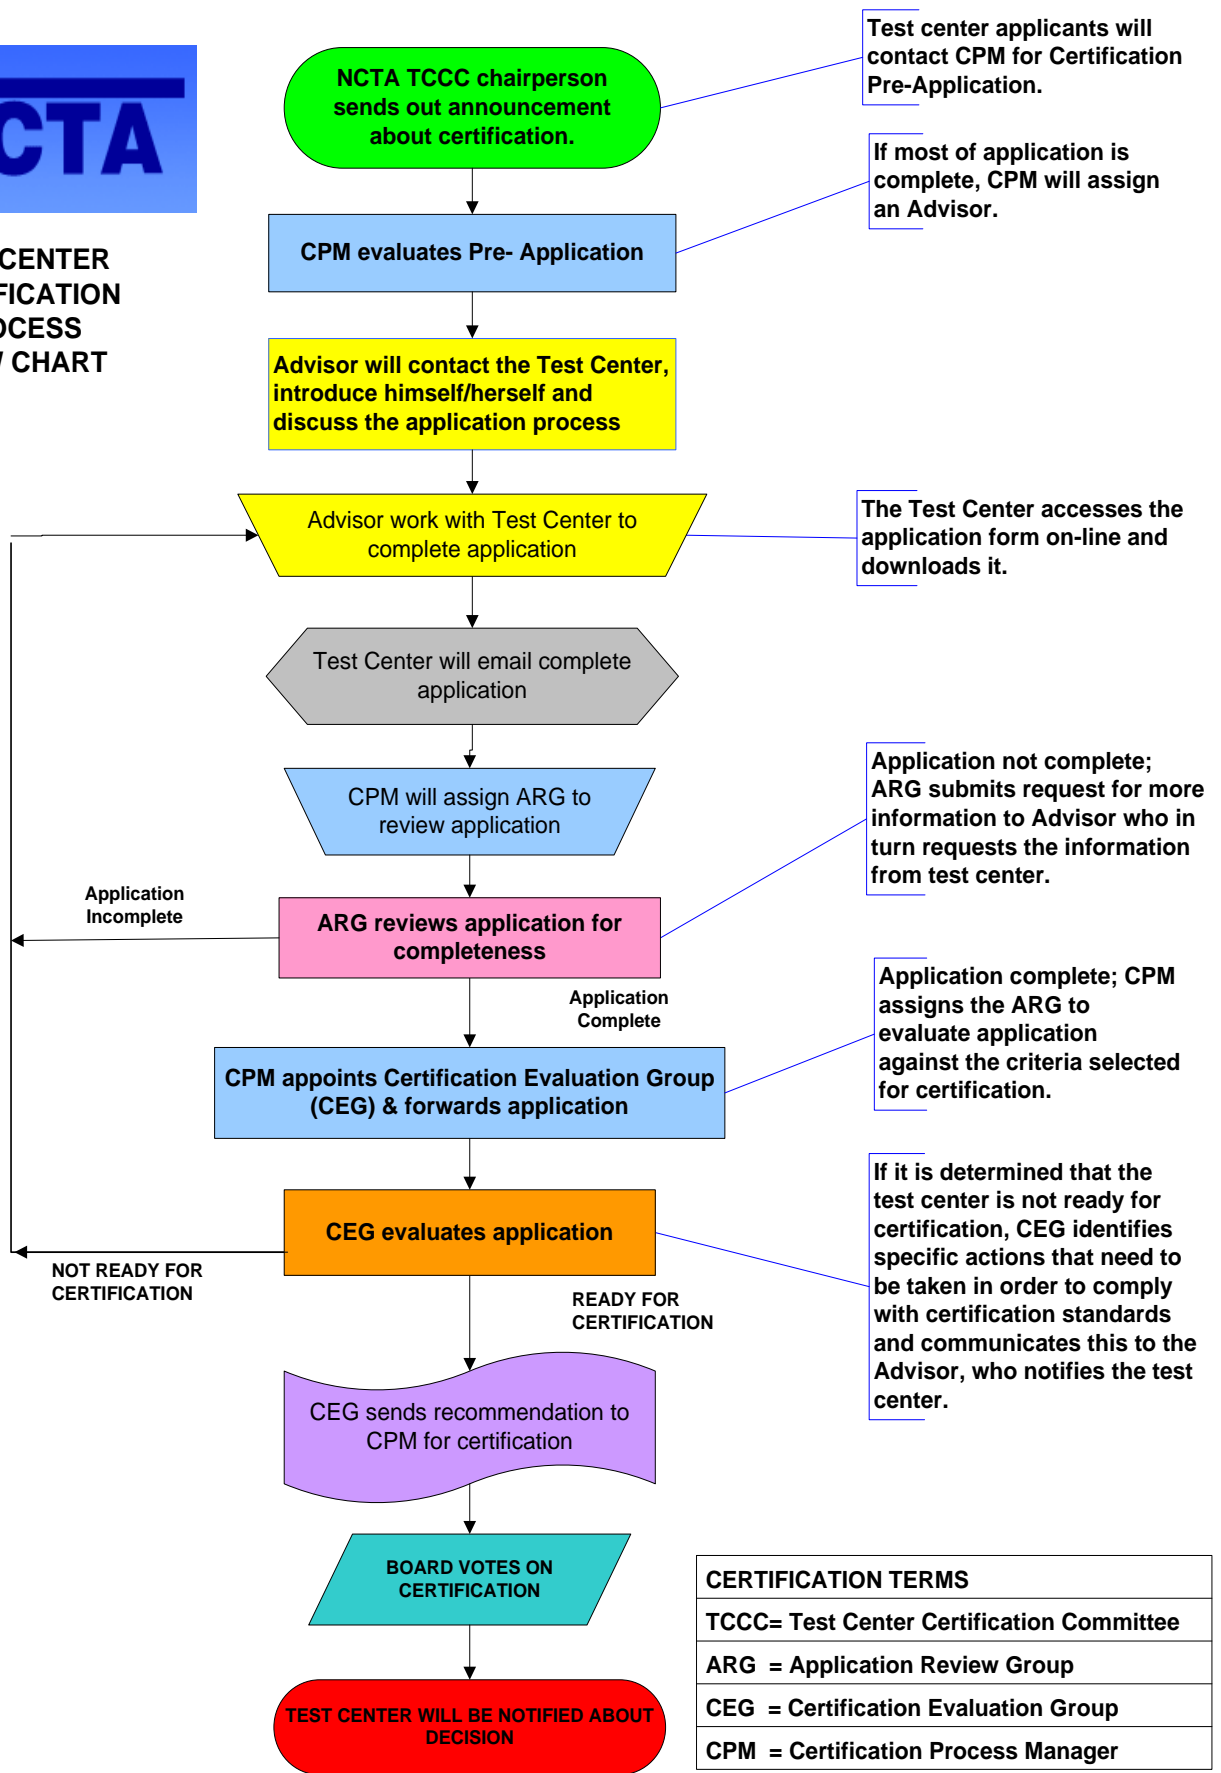 CTA
CENTER
FICATION
OCESS
CHART
NCTA TCCC chairperson
sends out announcement
about certification.
Test center applicants will
contact CPM for Certification
Pre-Application.
CPM evaluates Pre- Application
If most of application is
complete, CPM will assign
an Advisor.
Advisor will contact the Test Center,
introduce himself/herself and
discuss the application process
Advisor work with Test Center to
complete application
The Test Center accesses the
application form on-line and
downloads it.
Test Center will email complete
application
CPM will assign ARG to
review application
Application not complete;
ARG submits request for more
information to Advisor who in
turn requests the information
from test center.
Application
Incomplete
ARG reviews application for
completeness
Application
Complete
Application complete; CPM
assigns the ARG to
evaluate application
against the criteria selected
for certification.
CPM appoints Certification Evaluation Group
(CEG) & forwards application
CEG evaluates application
If it is determined that the
test center is not ready for
certification, CEG identifies
specific actions that need to
be taken in order to comply
with certification standards
and communicates this to the
Advisor, who notifies the test
center.
NOT READY FOR
CERTIFICATION
READY FOR
CERTIFICATION
CEG sends recommendation to
CPM for certification
BOARD VOTES ON
CERTIFICATION
TEST CENTER WILL BE NOTIFIED ABOUT
DECISION
CERTIFICATION TERMS
TCCC= Test Center Certification Committee
ARG = Application Review Group
CEG = Certification Evaluation Group
CPM = Certification Process Manager